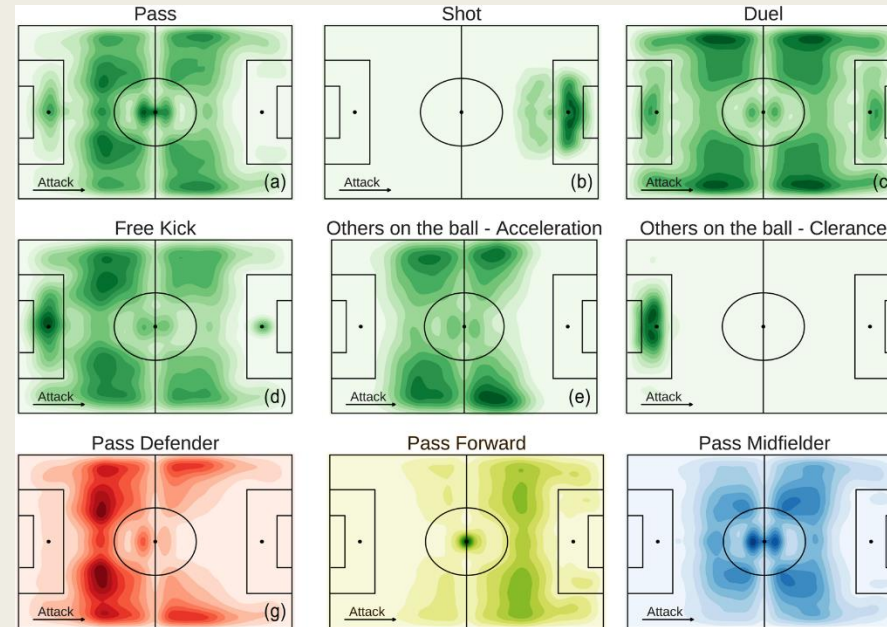 Pass Shot Duel
Attack (a) Attack (b) Attack (c
Free Kick Others on the ball - Acceleration Others on the ball - Clerance
Attack (d) Attack (e) Attack
Pass Defender Pass Forward Pass Midfielder
Attack (g) Attack Attack